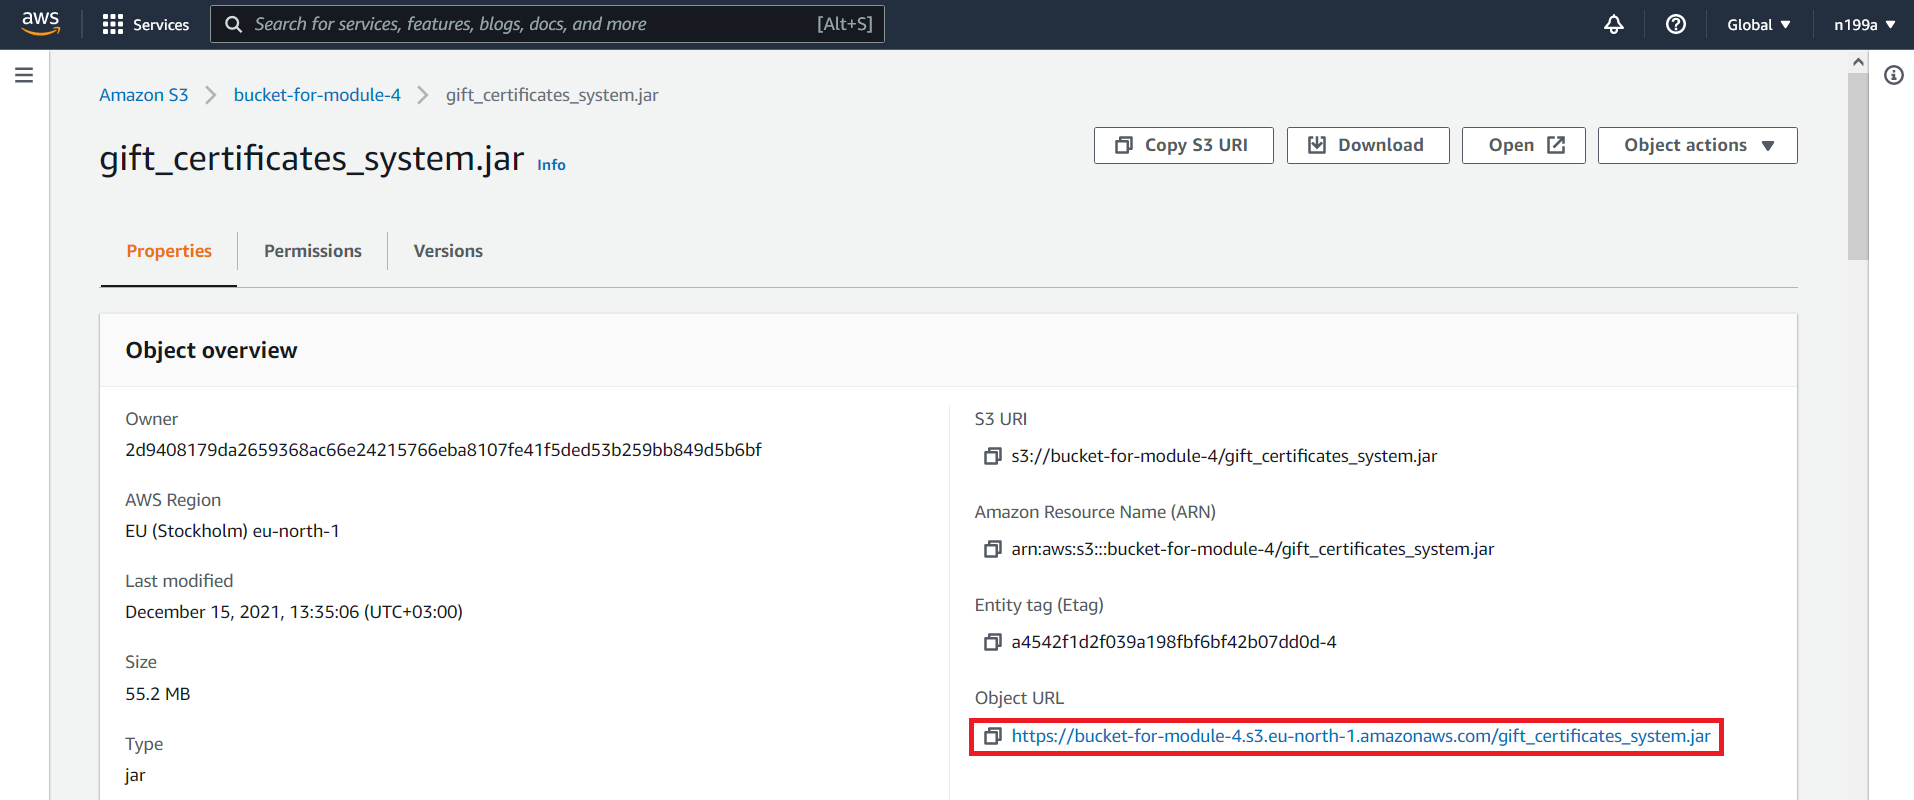 aws Services Search for services, features, blogs, docs, and more [Alt+S] Global n199a
Amazon S3 bucket-for-module-4 gift_certificates_system.jar
gift_certificates_system.jar Info
Copy S3 URI Download Open Object actions
Properties Permissions Versions
Object overview
Owner
2d9408179da2659368ac66e24215766eba8107fe41f5ded53b259bb849d5b6bf
AWS Region
EU (Stockholm) eu-north-1
Last modified
December 15, 2021, 13:35:06 (UTC+03:00)
Size
55.2 MB
Type
jar
S3 URI
s3://bucket-for-module-4/gift_certificates_system.jar
Amazon Resource Name (ARN)
arn:aws:s3:::bucket-for-module-4/gift_certificates_system.jar
Entity tag (Etag)
a4542f1d2f039a198fbf6bf42b07dd0d-4
Object URL
https://bucket-for-module-4.s3.eu-north-1.amazonaws.com/gift_certificates_system.jar